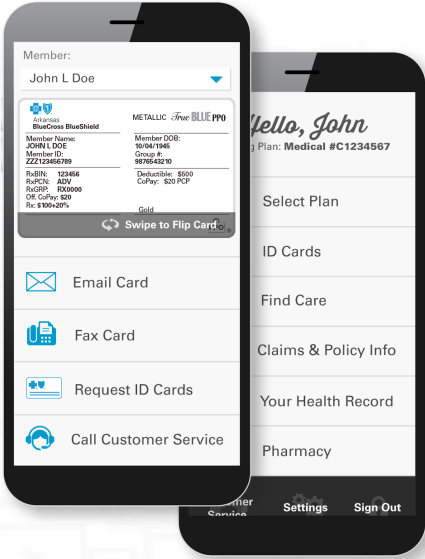 Member:
John L Doe
Arkansas
BlueCross BlueShield
METALLIC True BLUE PPO
Member Name:
JOHN L DOE
Member ID:
ZZZ123456789
Member DOB:
10/04/1945
Group #:
9876543210
RxBIN: 123456
RxPCN: ADV
RxGRP: RX0000
Off. CoPay: $20
Rx: $100+20%
Deductible: $500
CoPay: $20 PCP
Gold
Swipe to Flip Card
Email Card
Fax Card
Request ID Cards
Call Customer Service
Hello, John
Plan: Medical #C1234567
Select Plan
ID Cards
Find Care
Claims & Policy Info
Your Health Record
Pharmacy
Service
Settings
Sign Out